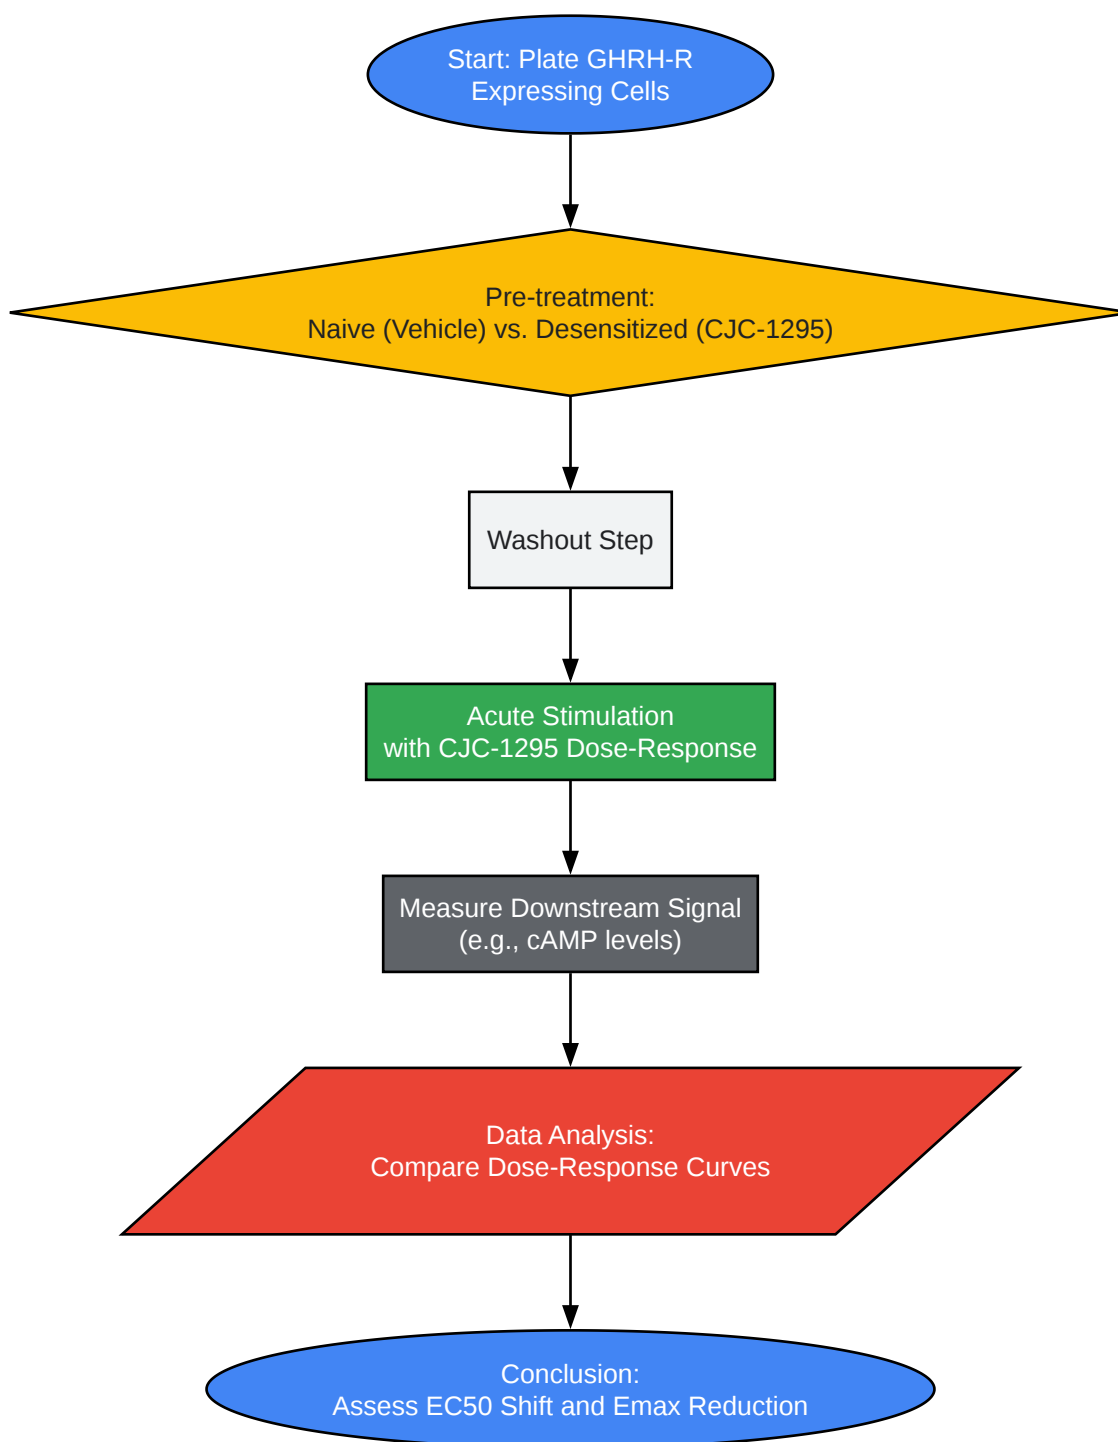 Start: Plate GHRH-R
Expressing Cells
Pre-treatment:
Naive (Vehicle) vs. Desensitized (CJC-1295)
Washout Step
Acute Stimulation
with CJC-1295 Dose-Response
Measure Downstream Signal
(e.g., cAMP levels)
Data Analysis:
Compare Dose-Response Curves
Conclusion:
Assess EC50 Shift and Emax Reduction